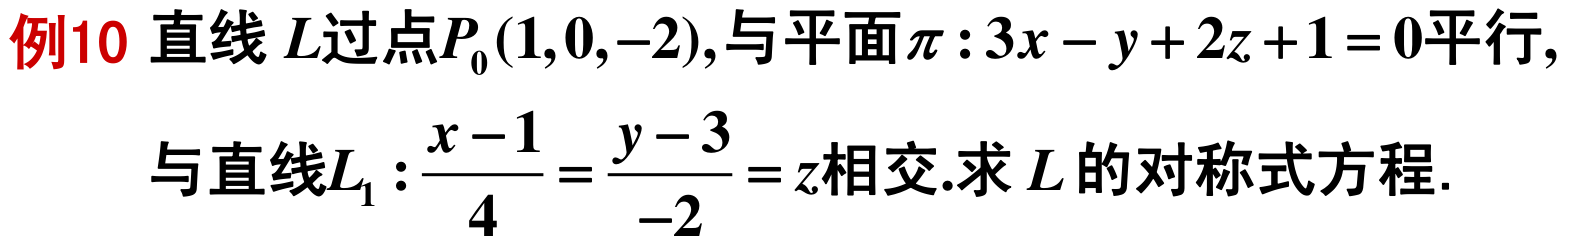 例10 直线 L过点P₀(1,0,−2),与平面π:3x − y + 2z + 1 = 0平行,
与直线L₁: (x − 1)/4 = (y − 3)/−2 = z相交.求 L 的对称式方程.